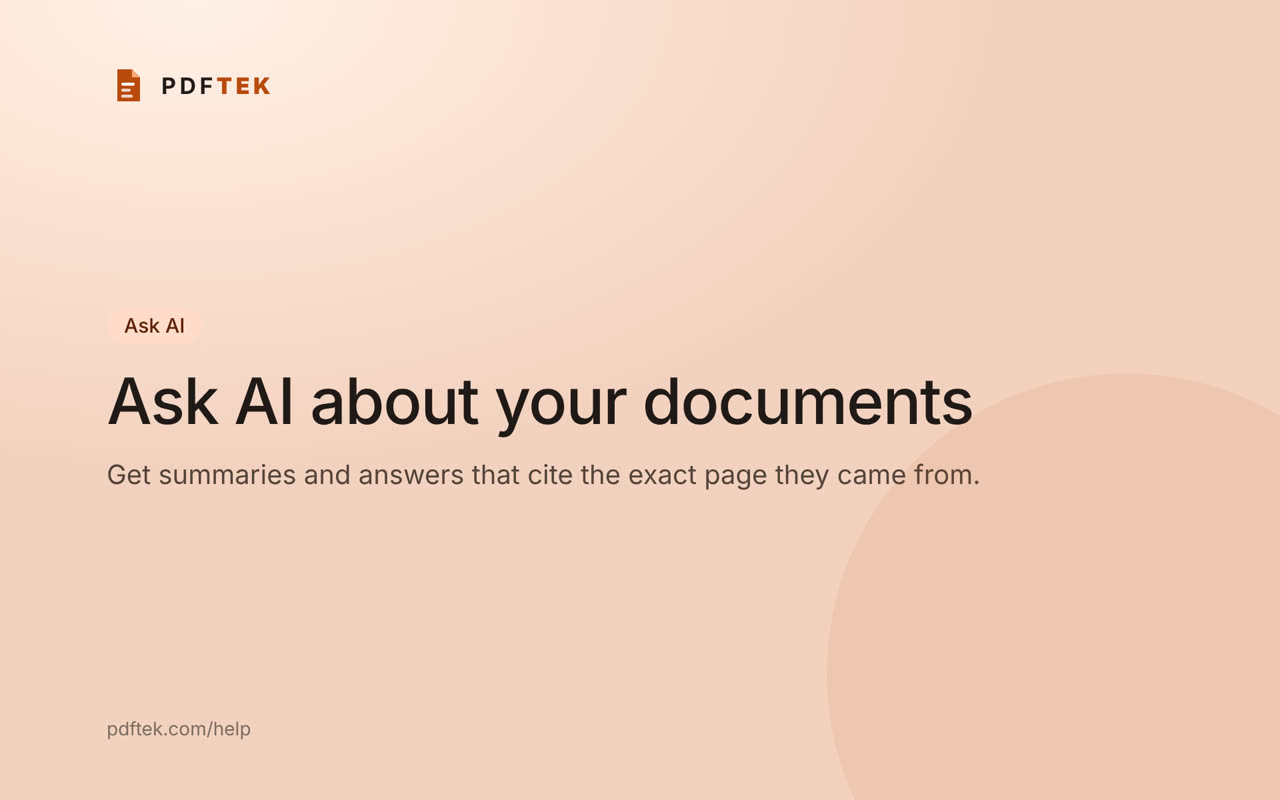 PDFTEK
Ask AI
Ask AI about your documents
Get summaries and answers that cite the exact page they came from.
pdftek.com/help